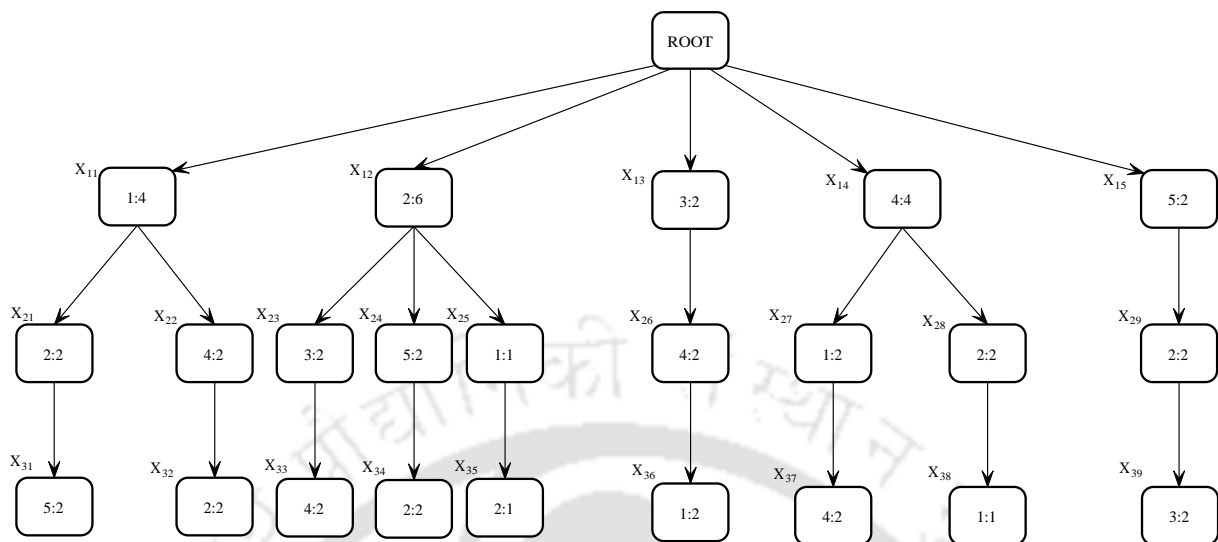 ROOT
X11 X12 X13 X14 X15
1:4 2:6 3:2 4:4 5:2
X21 X22 X23 X24 X25 X26 X27 X28 X29
2:2 4:2 3:2 5:2 1:1 4:2 1:2 2:2 2:2
X31 X32 X33 X34 X35 X36 X37 X38 X39
5:2 2:2 4:2 2:2 2:1 1:2 4:2 1:1 3:2